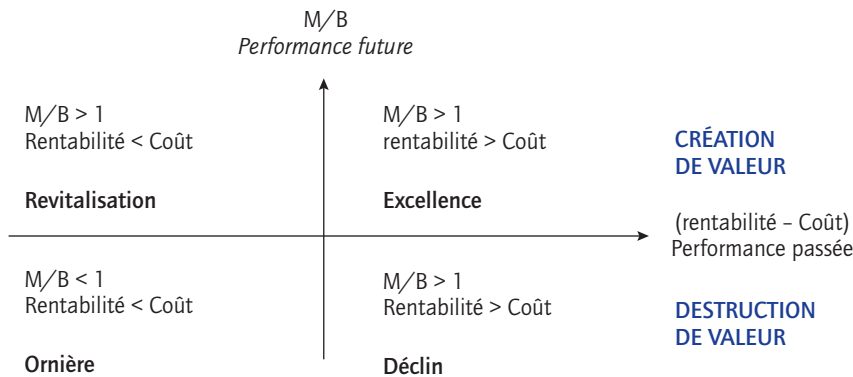 M/B
Performance future
M/B > 1
Rentabilité < Coût
Revitalisation
M/B > 1
rentabilité > Coût
Excellence
CRÉATION
DE VALEUR
(rentabilité – Coût)
Performance passée
M/B < 1
Rentabilité < Coût
Ornière
M/B > 1
Rentabilité > Coût
Déclin
DESTRUCTION
DE VALEUR